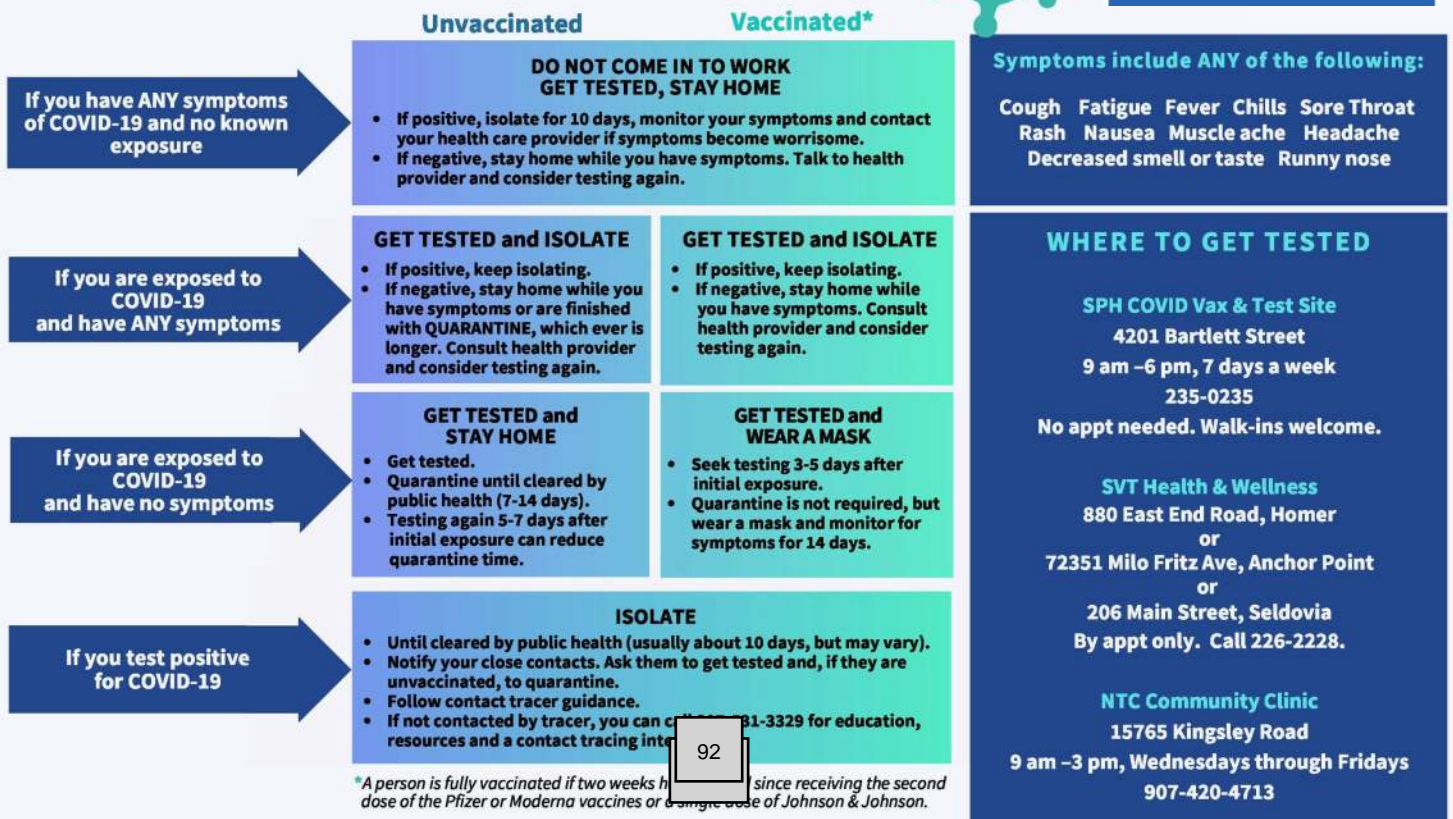 Unvaccinated
Vaccinated*
If you have ANY symptoms
of COVID-19 and no known
exposure
DO NOT COME IN TO WORK
GET TESTED, STAY HOME
• If positive, isolate for 10 days, monitor your symptoms and contact
your health care provider if symptoms become worrisome.
• If negative, stay home while you have symptoms. Talk to health
provider and consider testing again.
If you are exposed to
COVID-19
and have ANY symptoms
GET TESTED and ISOLATE
• If positive, keep isolating.
• If negative, stay home while you
have symptoms or are finished
with QUARANTINE, which ever is
longer. Consult health provider
and consider testing again.
GET TESTED and ISOLATE
• If positive, keep isolating.
• If negative, stay home while
you have symptoms. Consult
health provider and consider
testing again.
If you are exposed to
COVID-19
and have no symptoms
GET TESTED and
STAY HOME
• Get tested.
• Quarantine until cleared by
public health (7-14 days).
• Testing again 5-7 days after
initial exposure can reduce
quarantine time.
GET TESTED and
WEAR A MASK
• Seek testing 3-5 days after
initial exposure.
• Quarantine is not required, but
wear a mask and monitor for
symptoms for 14 days.
If you test positive
for COVID-19
ISOLATE
• Until cleared by public health (usually about 10 days, but may vary).
• Notify your close contacts. Ask them to get tested and, if they are
unvaccinated, to quarantine.
• Follow contact tracer guidance.
• If not contacted by tracer, you can 31-3329 for education,
resources and a contact tracing
92
*A person is fully vaccinated if two weeks since receiving the second
dose of the Pfizer or Moderna vaccines or a single dose of Johnson & Johnson.
Symptoms include ANY of the following:
Cough Fatigue Fever Chills Sore Throat
Rash Nausea Muscle ache Headache
Decreased smell or taste Runny nose
WHERE TO GET TESTED
SPH COVID Vax & Test Site
4201 Bartlett Street
9 am –6 pm, 7 days a week
235-0235
No appt needed. Walk-ins welcome.
SVT Health & Wellness
880 East End Road, Homer
or
72351 Milo Fritz Ave, Anchor Point
or
206 Main Street, Seldovia
By appt only. Call 226-2228.
NTC Community Clinic
15765 Kingsley Road
9 am –3 pm, Wednesdays through Fridays
907-420-4713